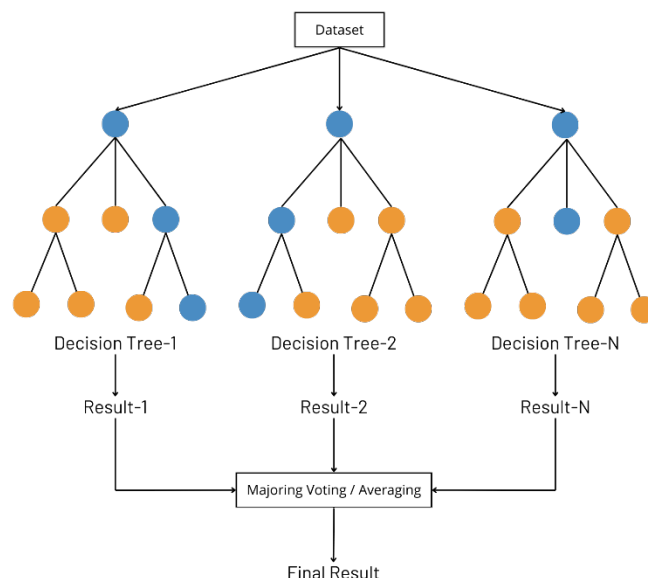 Dataset
Decision Tree-1
Decision Tree-2
Decision Tree-N
Result-1
Result-2
Result-N
Majoring Voting / Averaging
Final Result